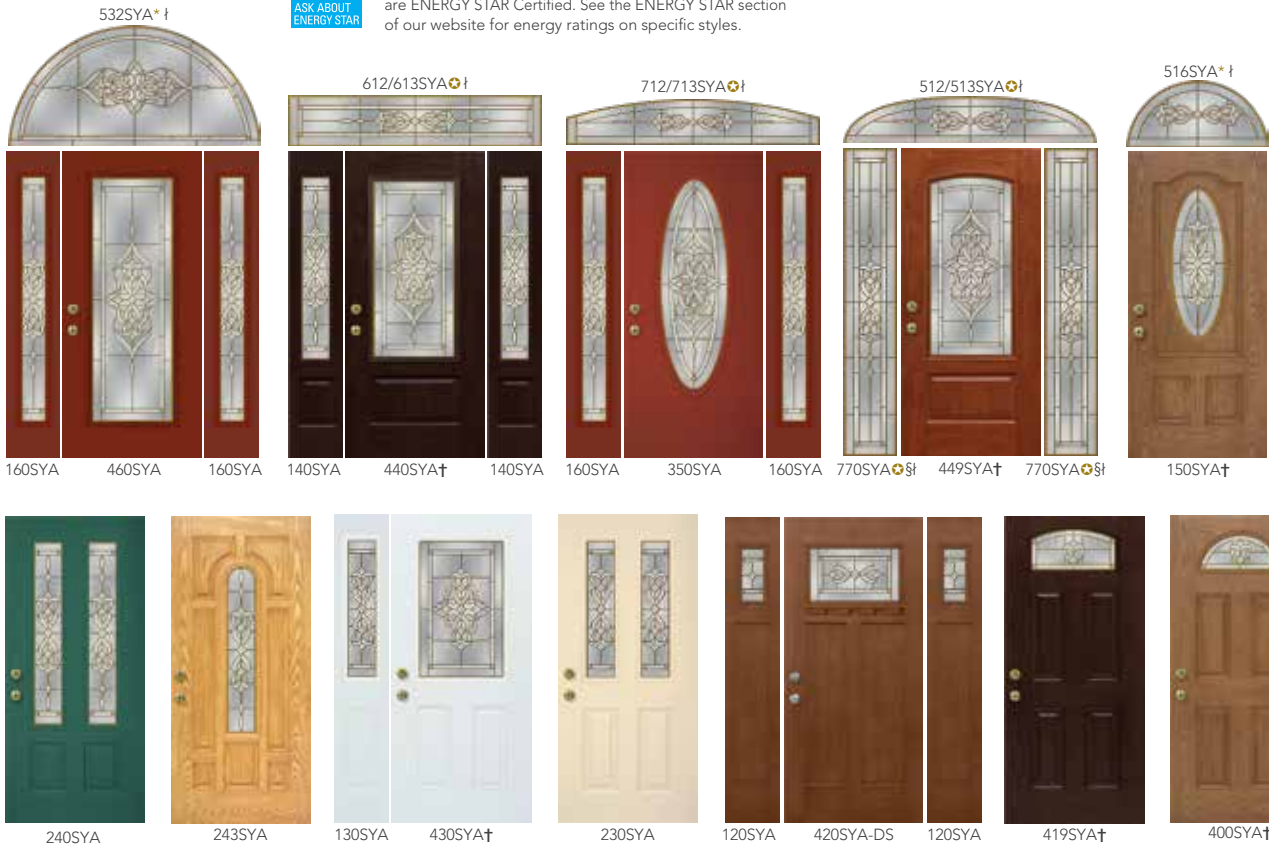 ASK ABOUT
ENERGY STAR
are ENERGY STAR Certified. See the ENERGY STAR section
of our website for energy ratings on specific styles.
532SYA* ł
612/613SYA✪ ł
712/713SYA✪ł
512/513SYA✪ł
516SYA* ł
160SYA 460SYA 160SYA 140SYA 440SYA† 140SYA 160SYA 350SYA 160SYA 770SYA✪§ł 449SYA† 770SYA✪§ł 150SYA†
240SYA 243SYA 130SYA 430SYA† 230SYA 120SYA 420SYA-DS 120SYA 419SYA† 400SYA†